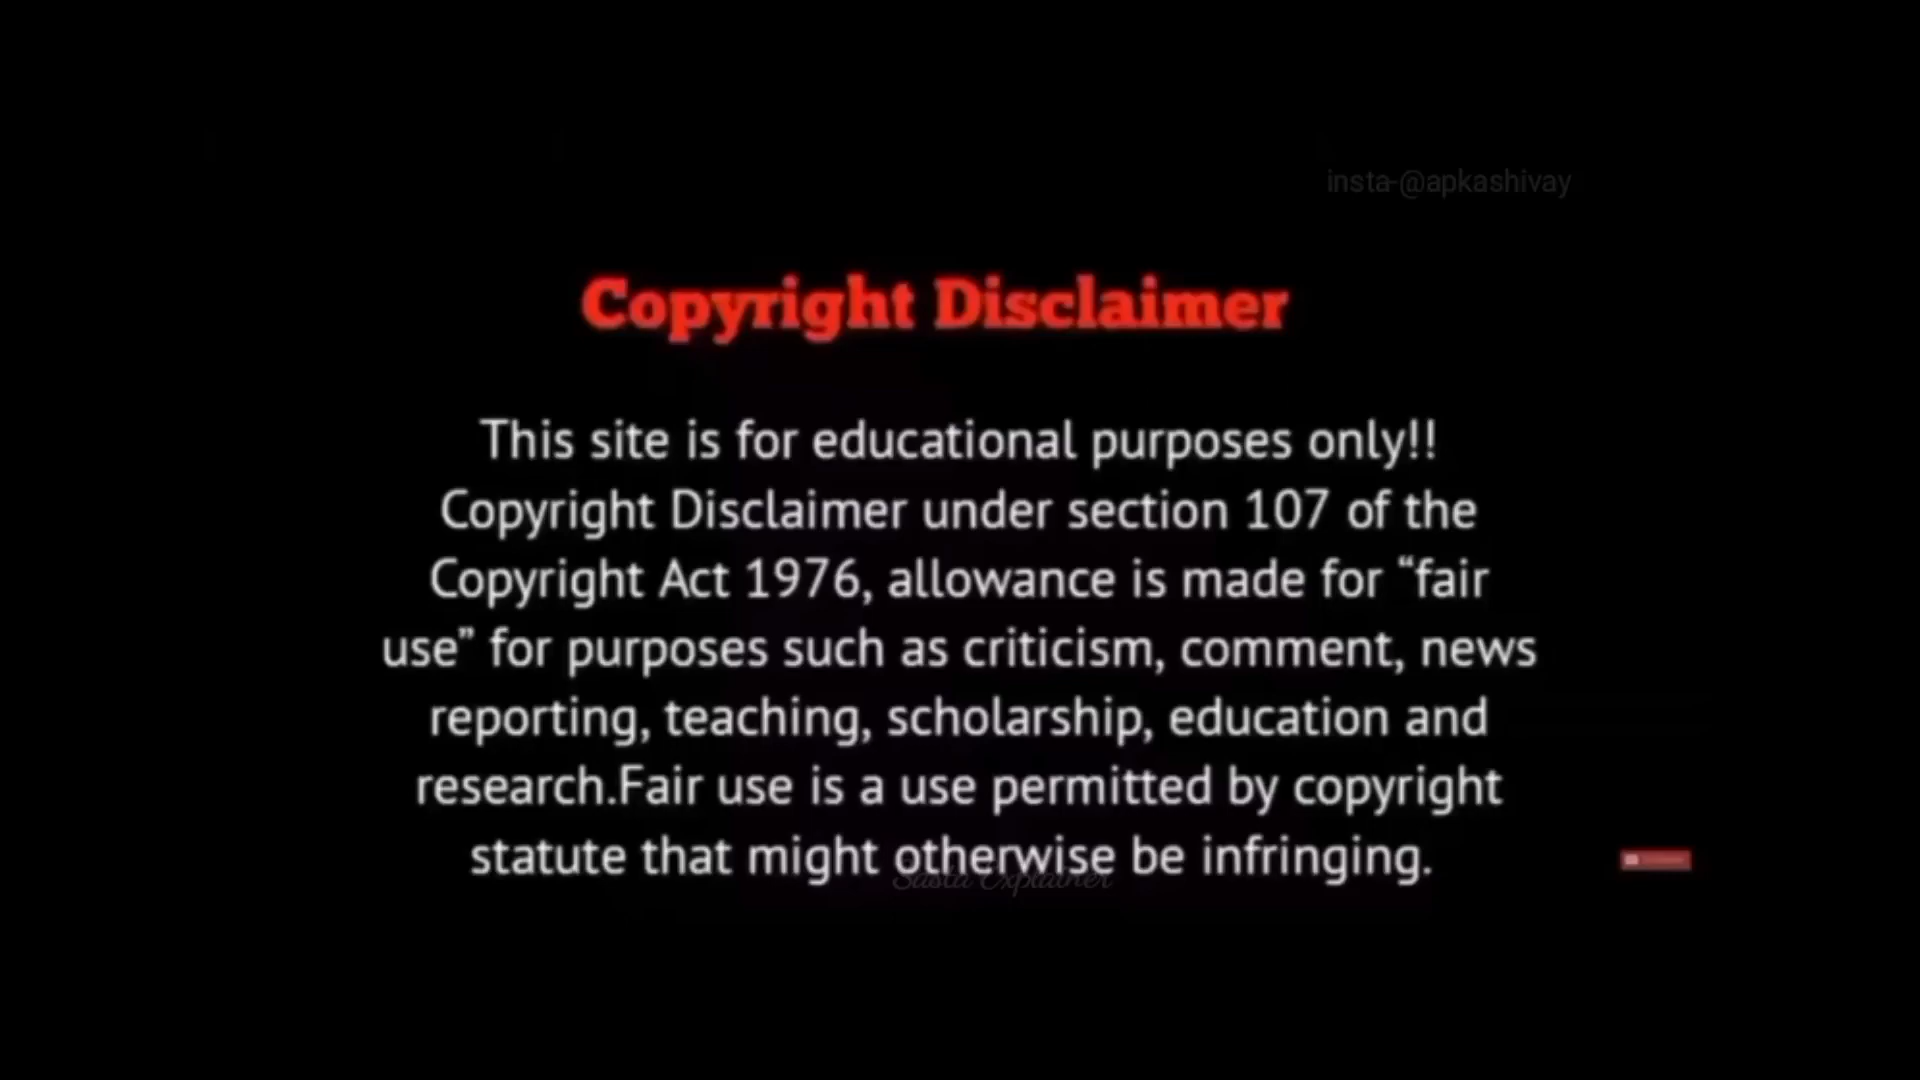 insta-@apkashivay
Copyright Disclaimer
This site is for educational purposes only!!
Copyright Disclaimer under section 107 of the
Copyright Act 1976, allowance is made for “fair
use” for purposes such as criticism, comment, news
reporting, teaching, scholarship, education and
research.Fair use is a use permitted by copyright
statute that might otherwise be infringing.
Sasta Explainer